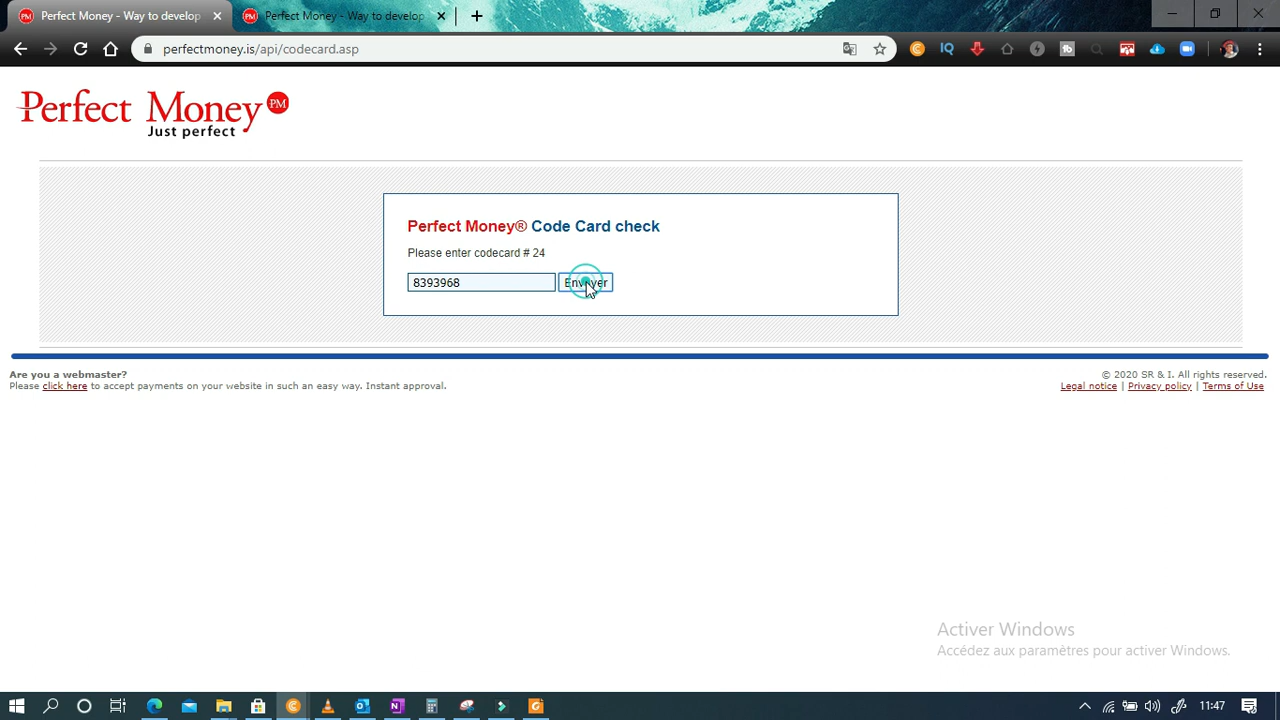 Perfect Money - Way to develop
Perfect Money - Way to develop
perfectmoney.is/api/codecard.asp
Perfect Money PM
Just perfect
Perfect Money® Code Card check
Please enter codecard # 24
8393968
Envoyer
Are you a webmaster?
Please click here to accept payments on your website in such an easy way. Instant approval.
© 2020 SR & I. All rights reserved.
Legal notice | Privacy policy | Terms of Use
Activer Windows
Accédez aux paramètres pour activer Windows.
11:47